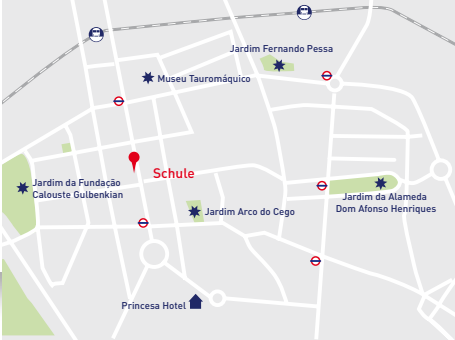 Jardim Fernando Pessa
Museu Tauromáquico
Schule
Jardim da Fundação
Calouste Gulbenkian
Jardim da Alameda
Dom Afonso Henriques
Jardim Arco do Cego
Princesa Hotel